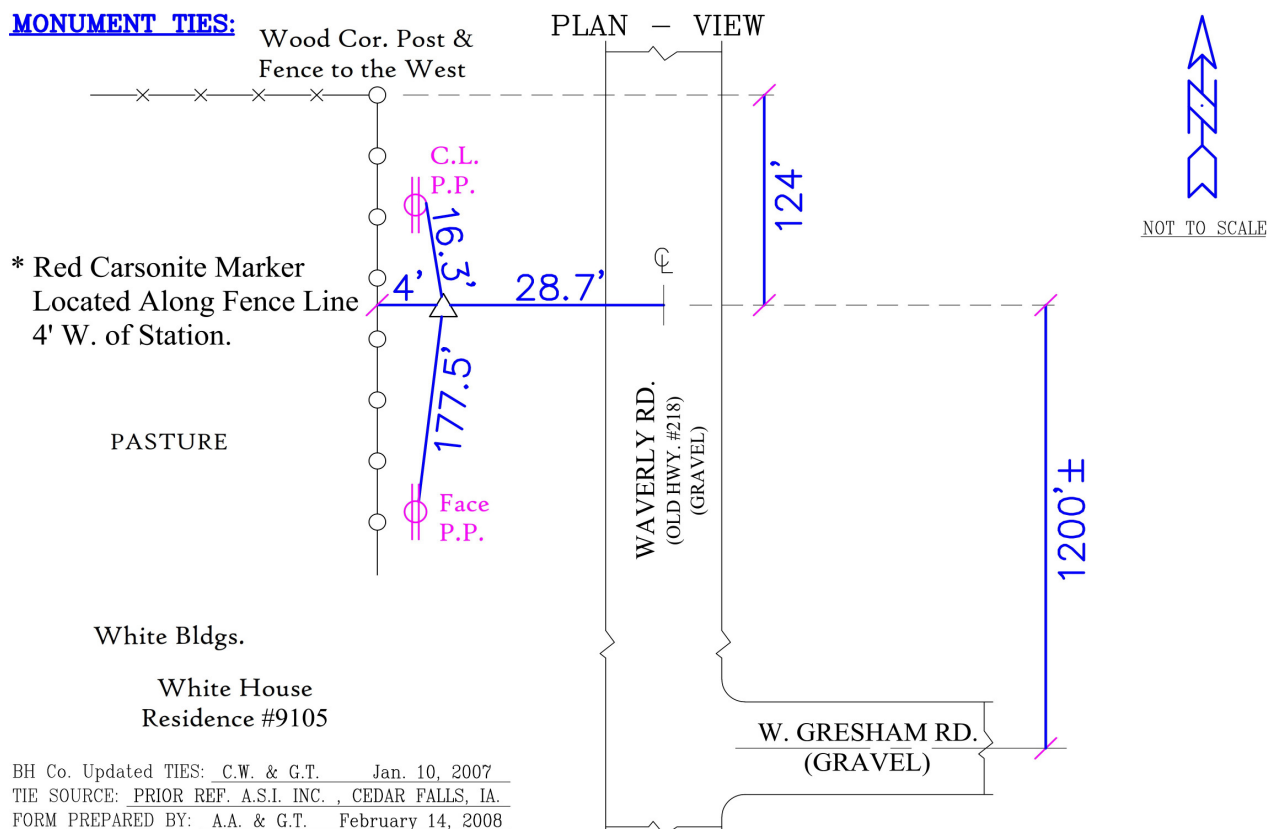 MONUMENT TIES:
PLAN - VIEW
Wood Cor. Post &
Fence to the West
C.L.
P.P.
16.3'
124'
N
NOT TO SCALE
* Red Carsonite Marker
Located Along Fence Line
4' W. of Station.
4'
28.7'
℄
177.5'
PASTURE
Face
P.P.
WAVERLY RD.
(OLD HWY. #218)
(GRAVEL)
1200'±
White Bldgs.
White House
Residence #9105
W. GRESHAM RD.
(GRAVEL)
BH Co. Updated TIES: C.W. & G.T. Jan. 10, 2007
TIE SOURCE: PRIOR REF. A.S.I. INC. , CEDAR FALLS, IA.
FORM PREPARED BY: A.A. & G.T. February 14, 2008